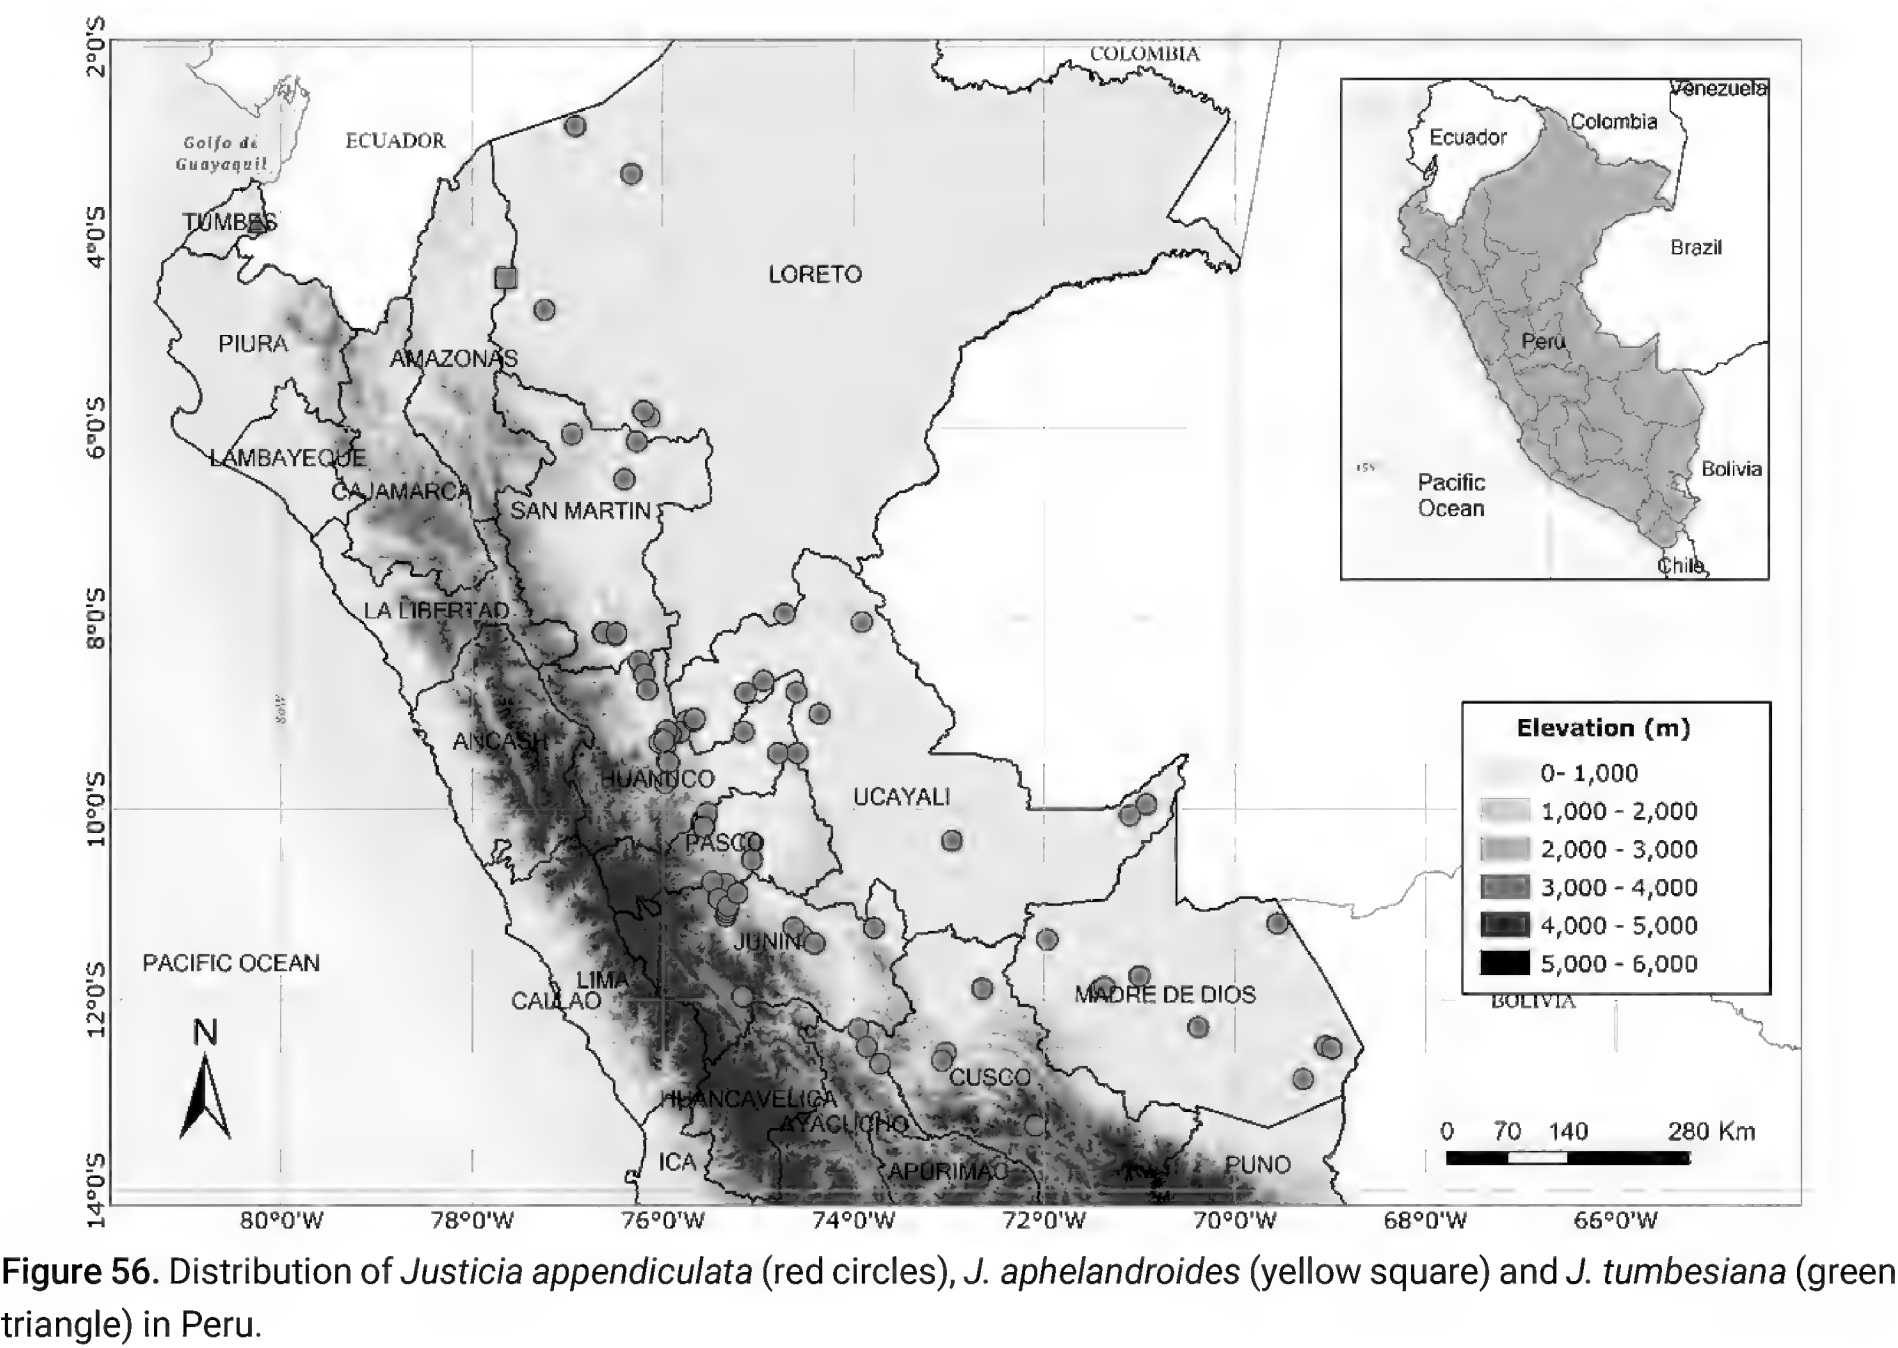 2°0'S
4°0'S
6°0'S
8°0'S
10°0'S
12°0'S
14°0'S
COLOMBIA
ECUADOR
Golfo de
Guayaquil
TUMBES
LORETO
PIURA
AMAZONAS
LAMBAYEQUE
CAJAMARCA
SAN MARTIN
LA LIBERTAD
80°W
ANCASH
HUANUCO
UCAYALI
PASCO
PACIFIC OCEAN
JUNIN
LIMA
CALLAO
MADRE DE DIOS
BOLIVIA
CUSCO
HUANCAVELICA
AYACUCHO
ICA
APURIMAC
PUNO
N
Venezuela
Colombia
Ecuador
Brazil
Perú
Bolivia
Pacific
Ocean
Chile
Elevation (m)
0- 1,000
1,000 - 2,000
2,000 - 3,000
3,000 - 4,000
4,000 - 5,000
5,000 - 6,000
0 70 140 280 Km
80°0'W 78°0'W 76°0'W 74°0'W 72°0'W 70°0'W 68°0'W 66°0'W
Figure 56. Distribution of Justicia appendiculata (red circles), J. aphelandroides (yellow square) and J. tumbesiana (green
triangle) in Peru.